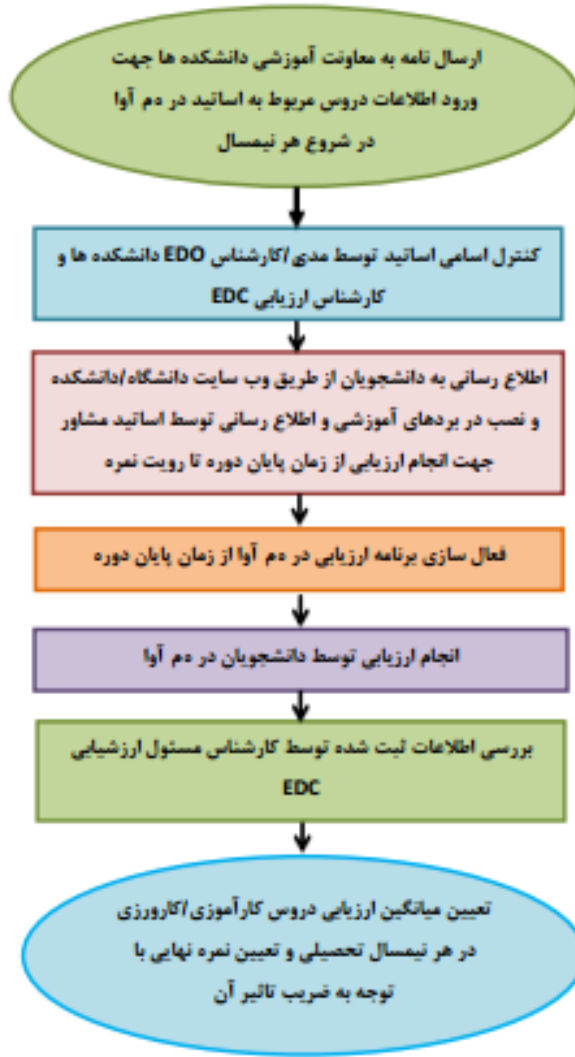 ارسال نامه به معاونت آموزشی دانشکده ها جهت
ورود اطلاعات دروس مربوط به اساتید در هم آوا
در شروع هر نیمسال
کنترل اسامی اساتید توسط مدی/کارشناس EDO دانشکده ها و
کارشناس ارزیابی EDC
اطلاع رسانی به دانشجویان از طریق وب سایت دانشگاه/دانشکده
و نصب در بردهای آموزشی و اطلاع رسانی توسط اساتید مشاور
جهت انجام ارزیابی از زمان پایان دوره تا رویت نمره
فعال سازی برنامه ارزیابی در هم آوا از زمان پایان دوره
انجام ارزیابی توسط دانشجویان در هم آوا
بررسی اطلاعات ثبت شده توسط کارشناس مسئول ارزشیابی
EDC
تعیین میانگین ارزیابی دروس کارآموزی/کارورزی
در هر نیمسال تحصیلی و تعیین نمره نهایی با
توجه به ضریب تاثیر آن